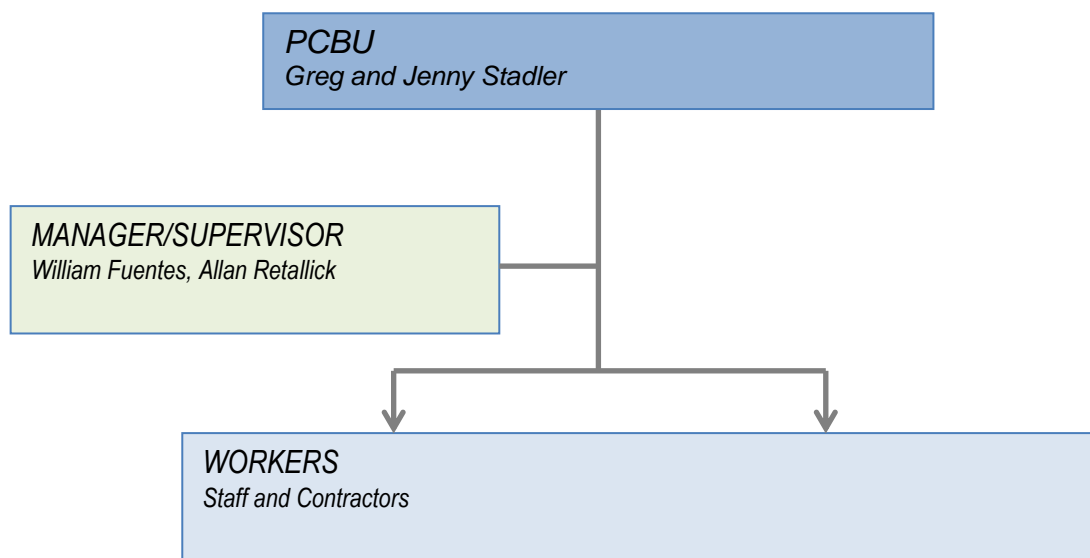 PCBU
Greg and Jenny Stadler
MANAGER/SUPERVISOR
William Fuentes, Allan Retallick
WORKERS
Staff and Contractors